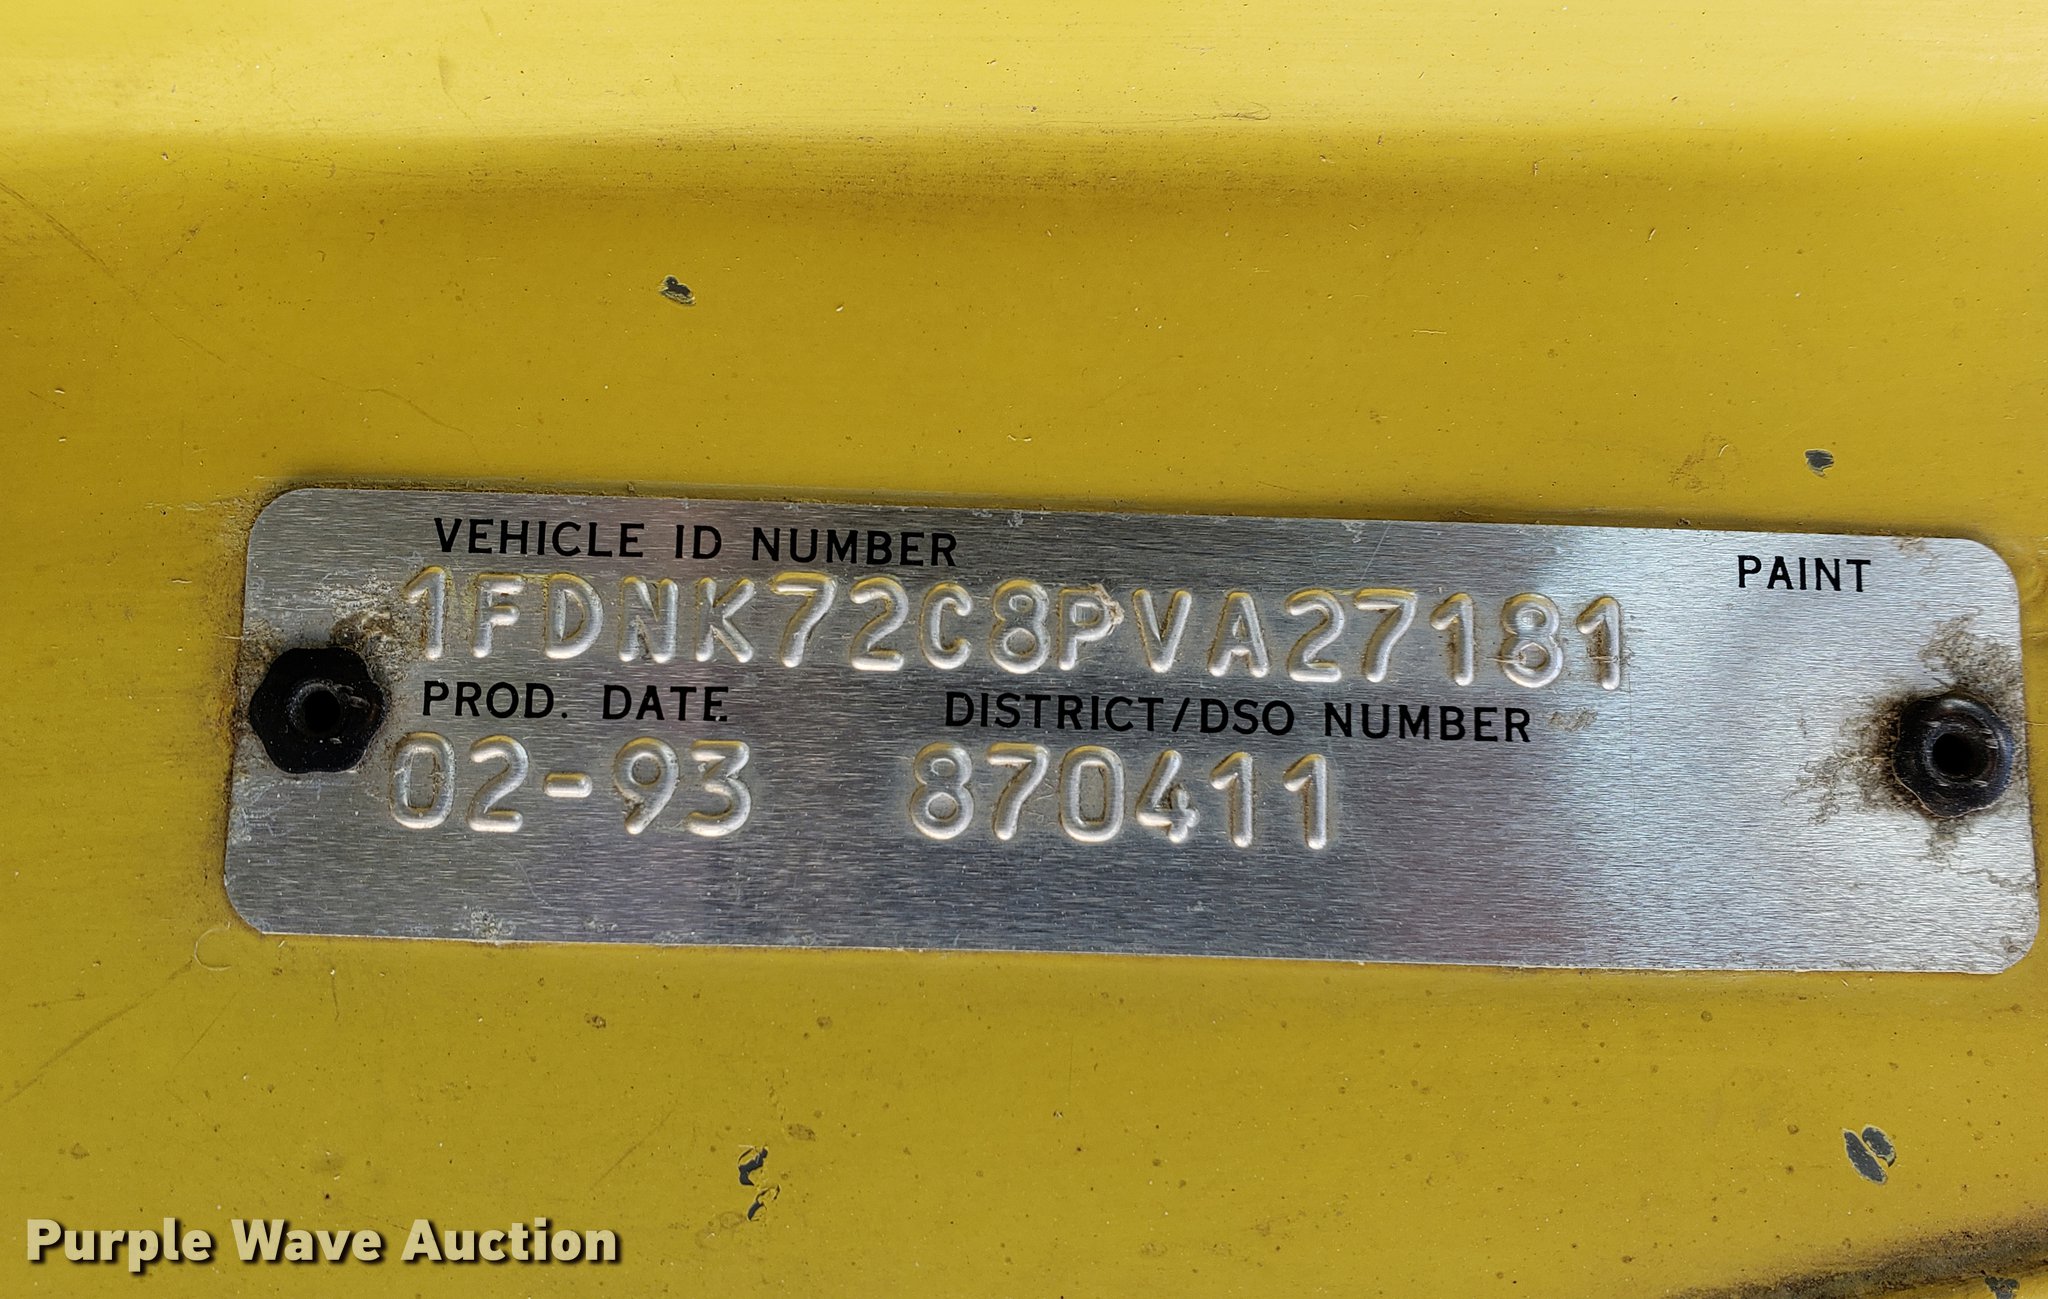 VEHICLE ID NUMBER PAINT
1FDNK72C8PVA27181
PROD. DATE DISTRICT/DSO NUMBER
02-93 870411
Purple Wave Auction